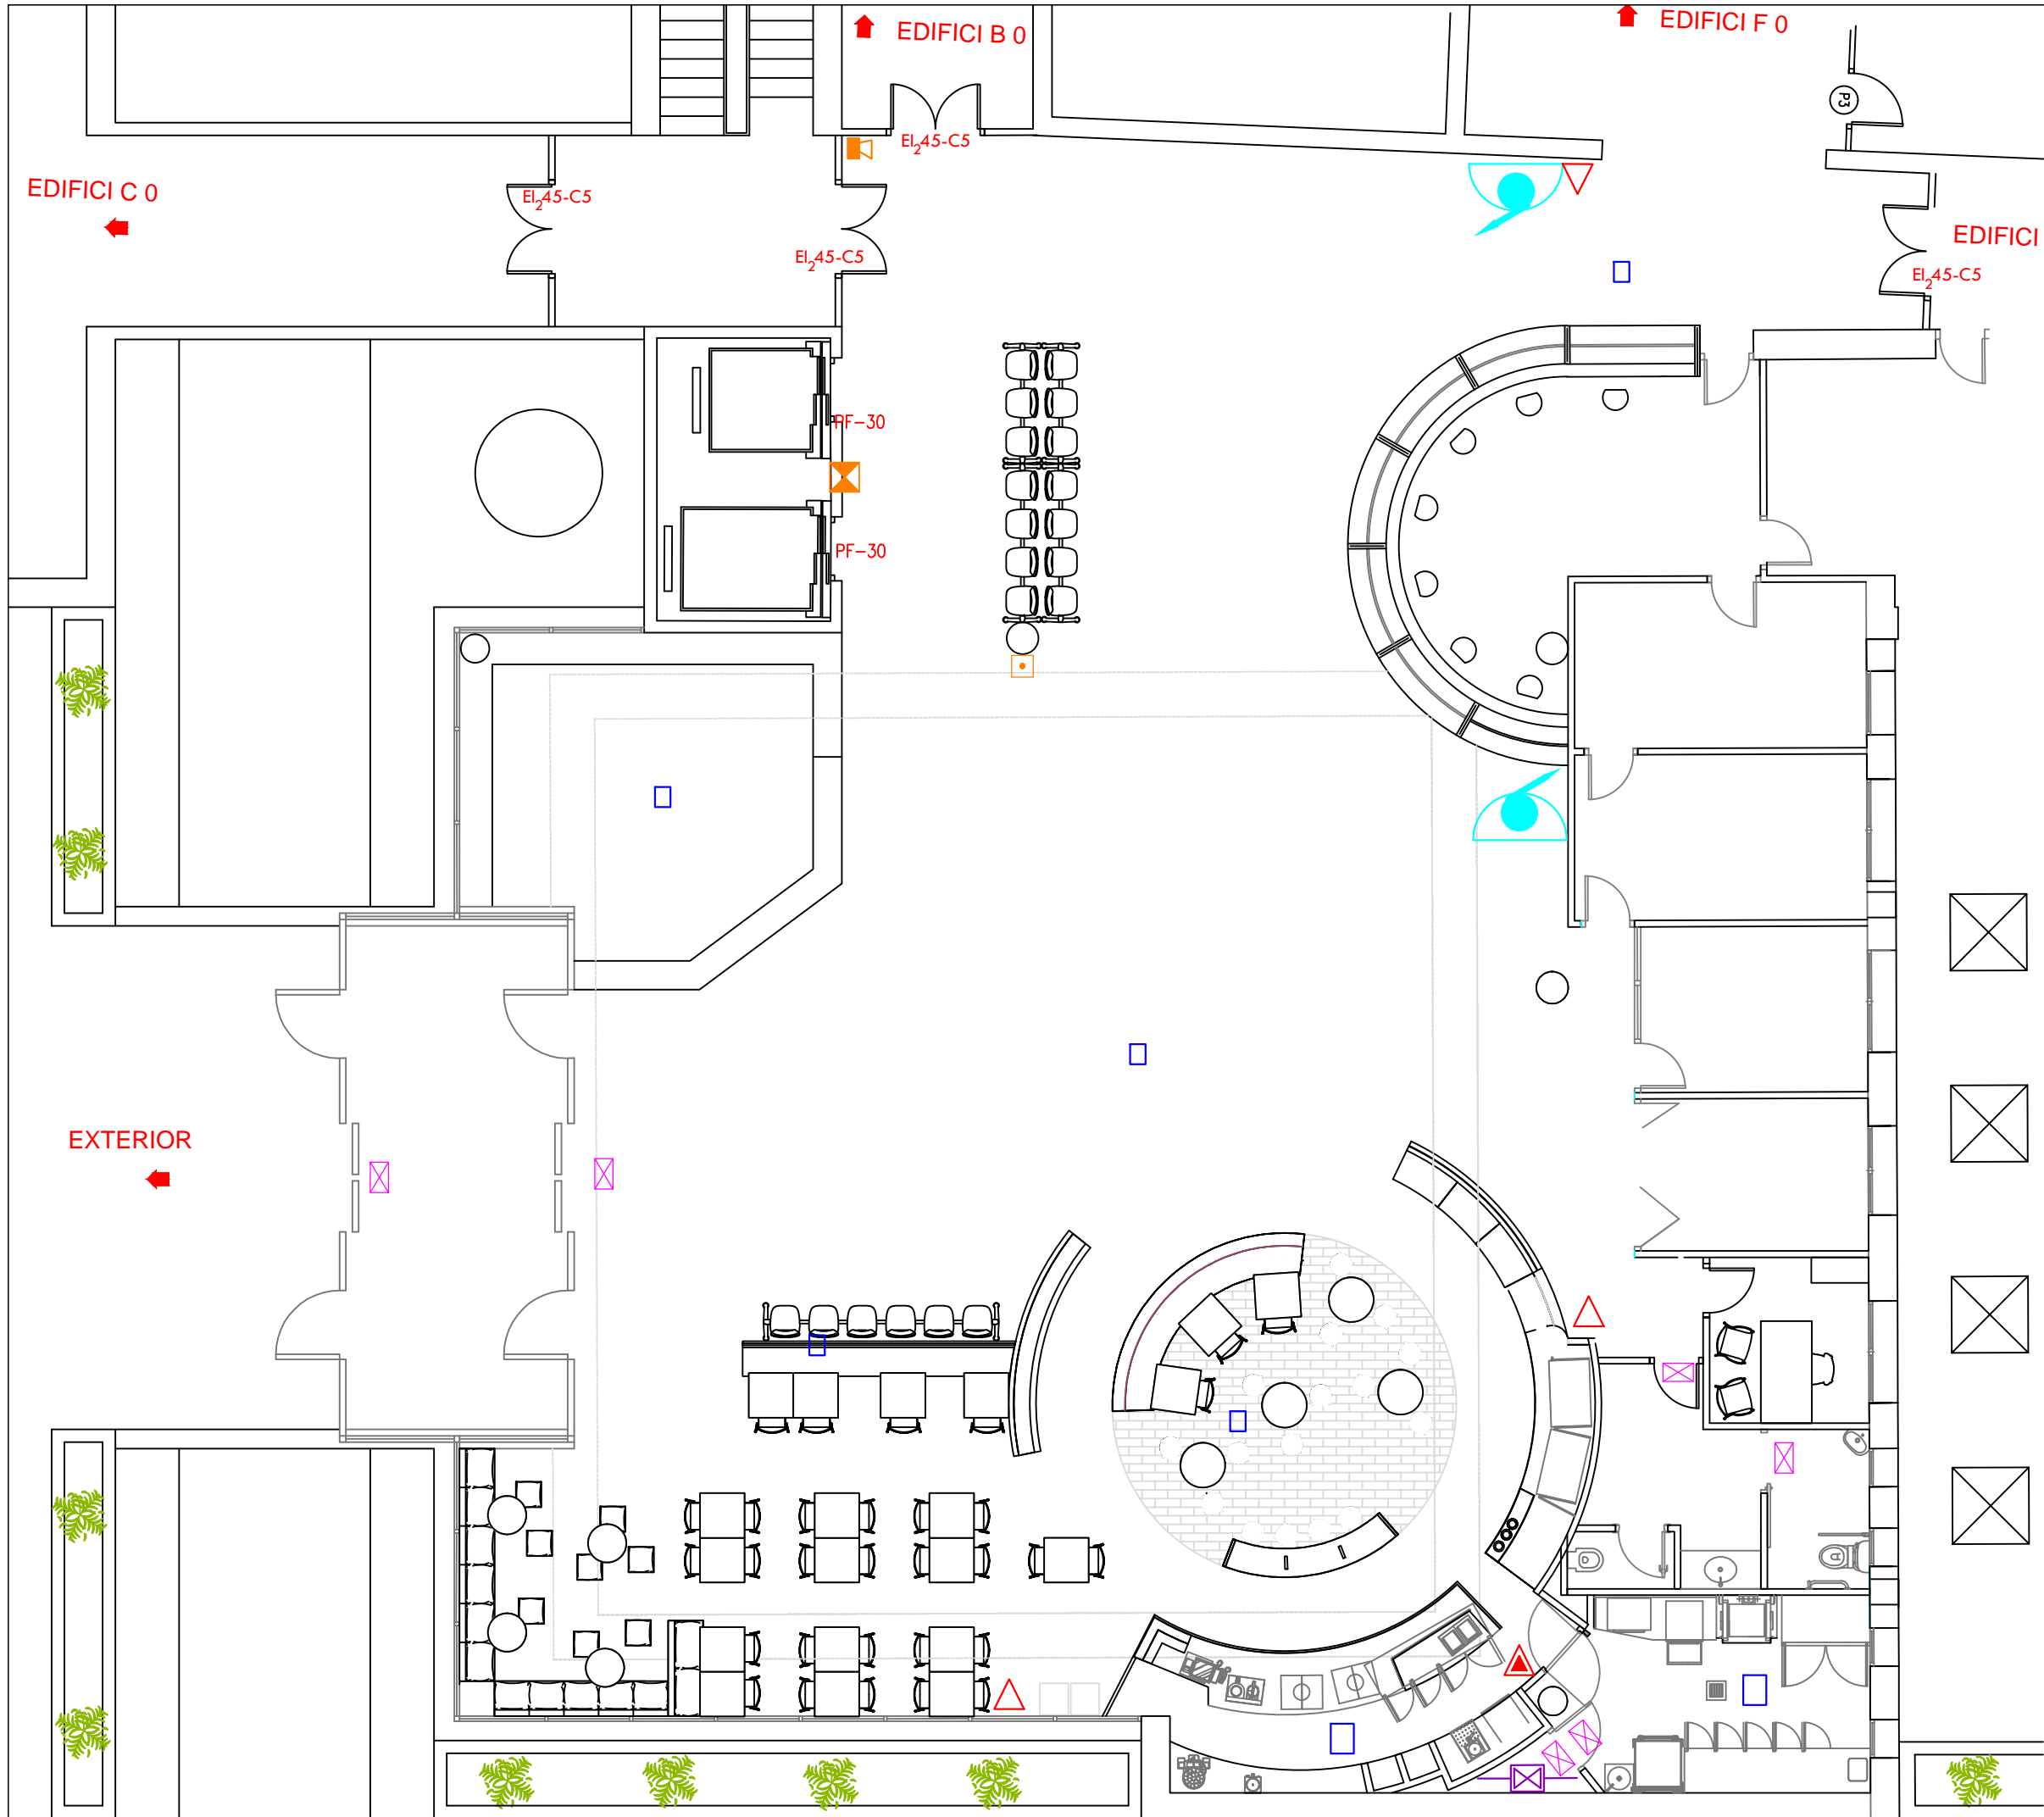 EDIFICI B 0
EDIFICI F 0
P3
EI₂45-C5
EDIFICI C 0
EI₂45-C5
EDIFICI
EI₂45-C5
EI₂45-C5
PF-30
PF-30
EXTERIOR